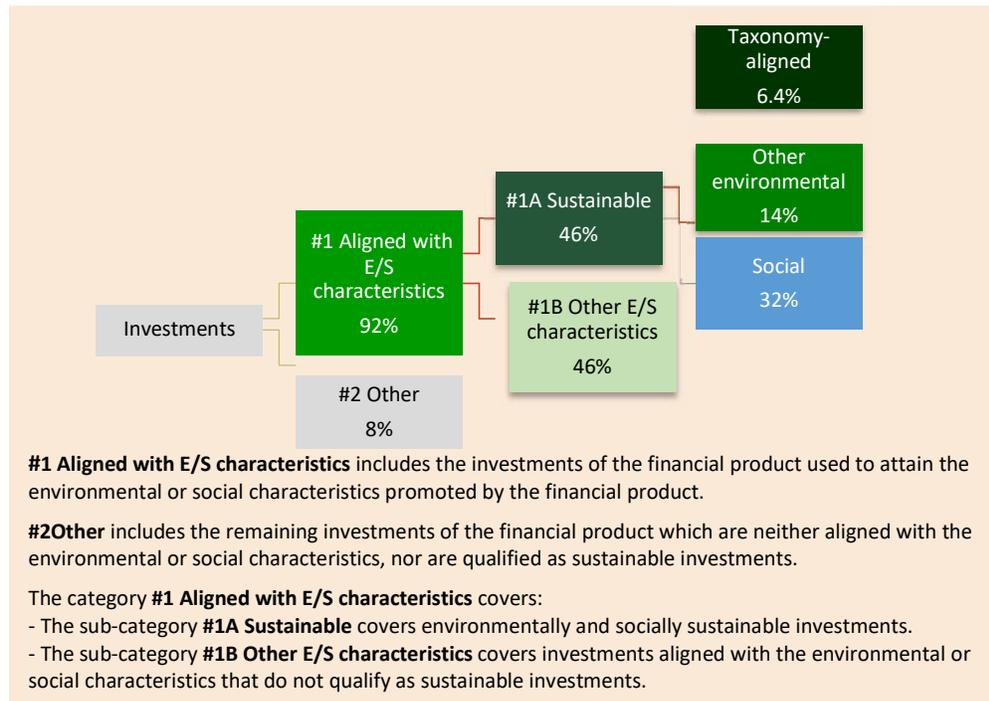 Taxonomy-
aligned
6.4%
Other
environmental
14%
#1A Sustainable
46%
#1 Aligned with
E/S
characteristics
92%
Social
32%
#1B Other E/S
characteristics
46%
Investments
#2 Other
8%
#1 Aligned with E/S characteristics includes the investments of the financial product used to attain the
environmental or social characteristics promoted by the financial product.
#2Other includes the remaining investments of the financial product which are neither aligned with the
environmental or social characteristics, nor are qualified as sustainable investments.
The category #1 Aligned with E/S characteristics covers:
- The sub-category #1A Sustainable covers environmentally and socially sustainable investments.
- The sub-category #1B Other E/S characteristics covers investments aligned with the environmental or
social characteristics that do not qualify as sustainable investments.